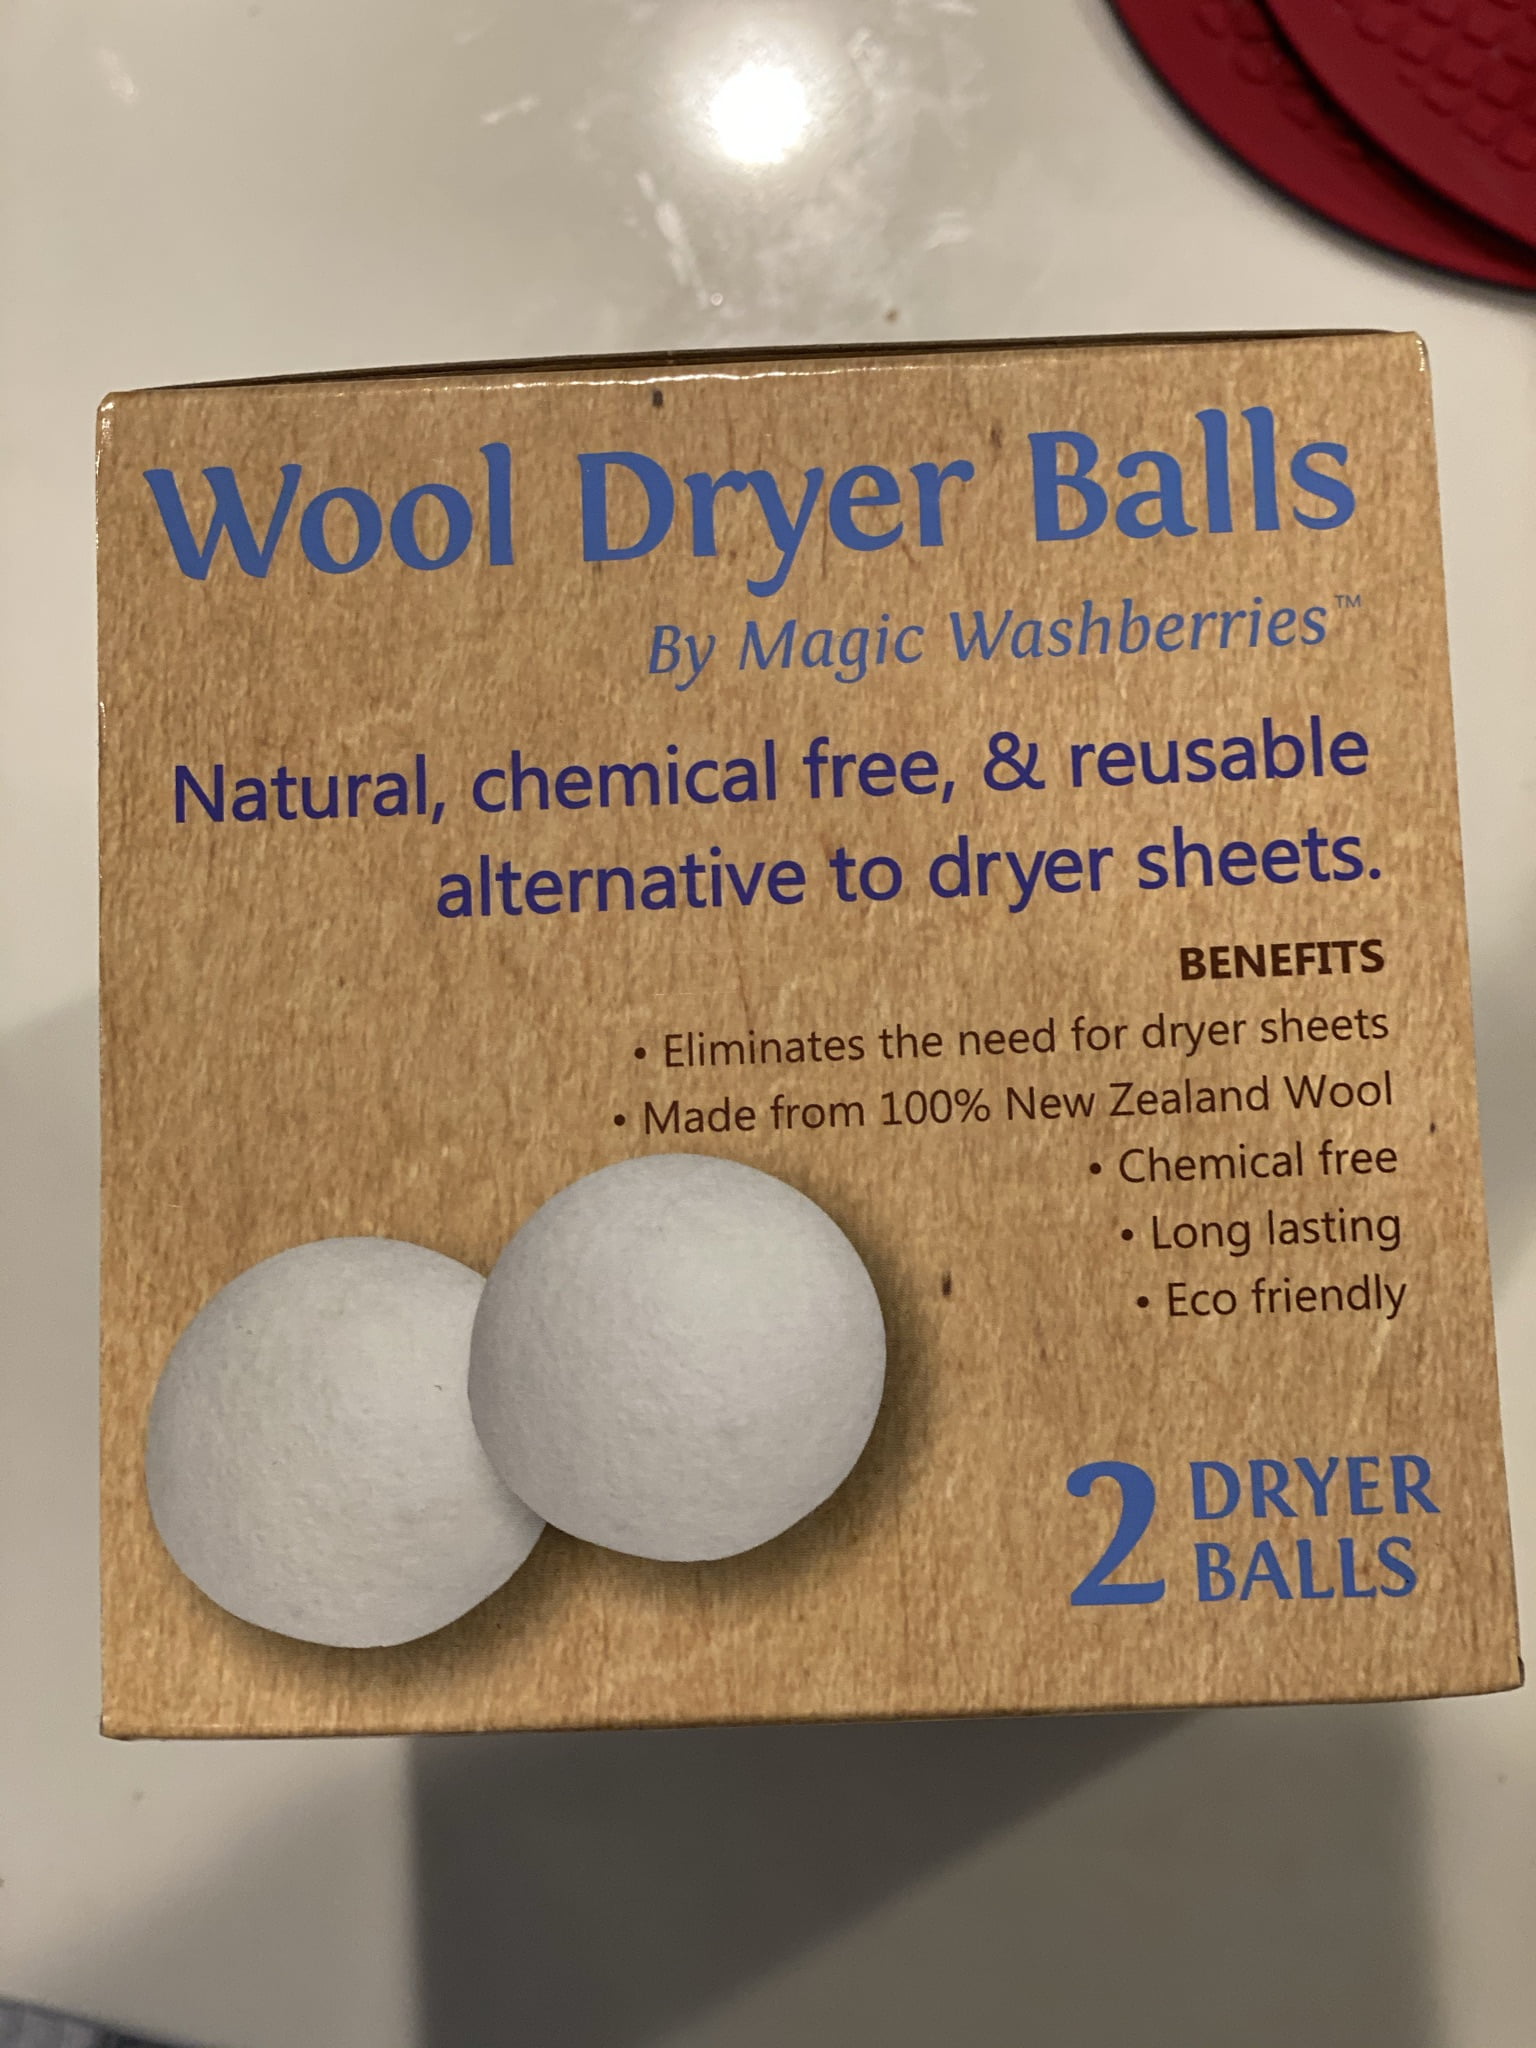 Wool Dryer Balls
By Magic Washberries™
Natural, chemical free, & reusable
alternative to dryer sheets.
BENEFITS
• Eliminates the need for dryer sheets
• Made from 100% New Zealand Wool
• Chemical free
• Long lasting
• Eco friendly
2 DRYER
BALLS